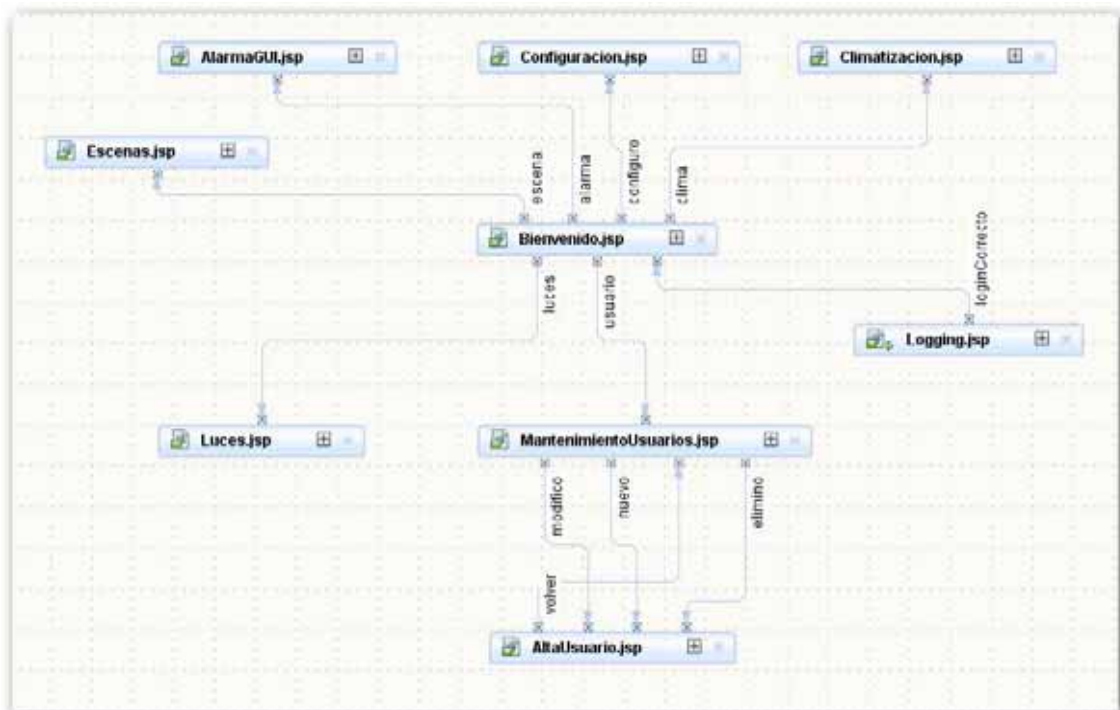 AlarmaGUI.jsp
Configuracion.jsp
Climatizacion.jsp
Escenas.jsp
escena
alarma
configuro
clima
Bienvenido.jsp
loginCorrecto
luces
usuario
Logging.jsp
Luces.jsp
MantenimientoUsuarios.jsp
modifico
nuevo
elimino
volver
AltaUsuario.jsp